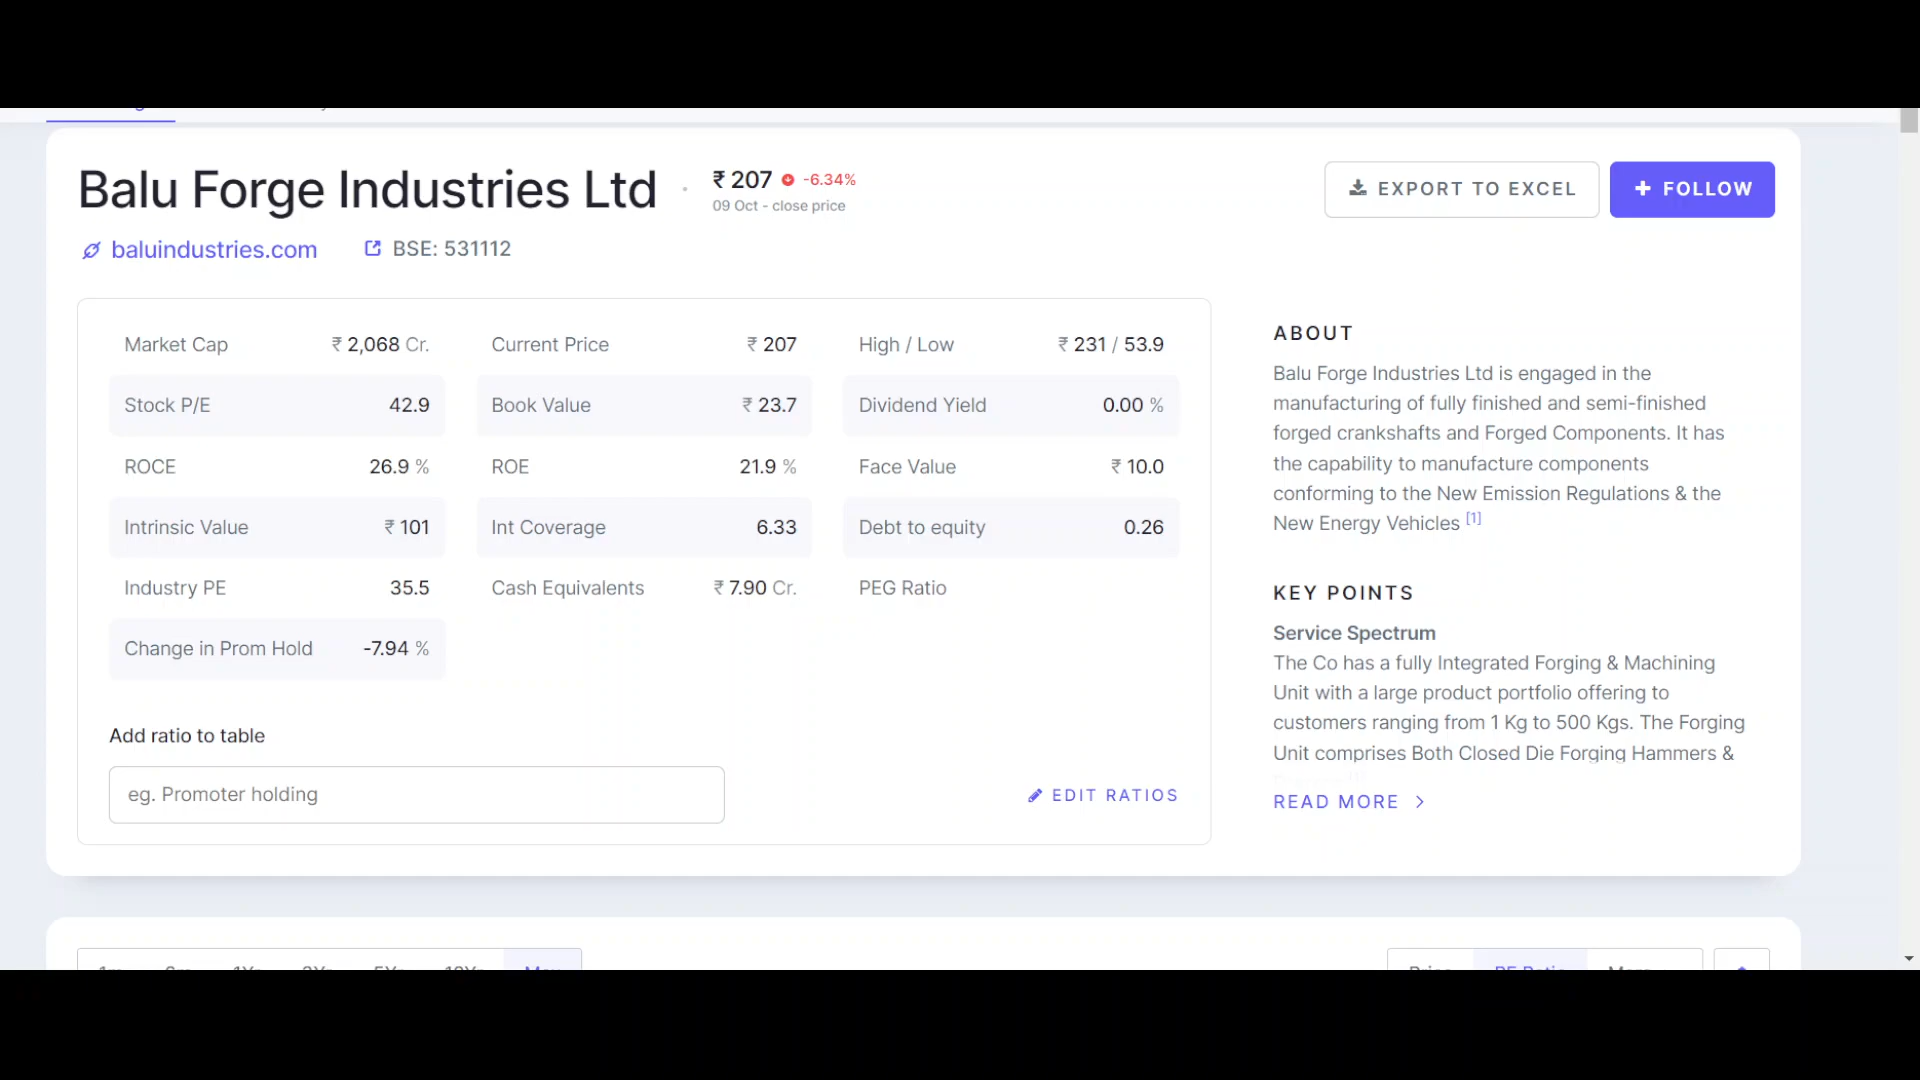 Balu Forge Industries Ltd
₹ 207 -6.34%
09 Oct - close price
EXPORT TO EXCEL
FOLLOW
baluindustries.com
BSE: 531112
Market Cap ₹ 2,068 Cr.
Current Price ₹ 207
High / Low ₹ 231 / 53.9
Stock P/E 42.9
Book Value ₹ 23.7
Dividend Yield 0.00 %
ROCE 26.9 %
ROE 21.9 %
Face Value ₹ 10.0
Intrinsic Value ₹ 101
Int Coverage 6.33
Debt to equity 0.26
Industry PE 35.5
Cash Equivalents ₹ 7.90 Cr.
PEG Ratio
Change in Prom Hold -7.94 %
Add ratio to table
eg. Promoter holding
EDIT RATIOS
ABOUT
Balu Forge Industries Ltd is engaged in the
manufacturing of fully finished and semi-finished
forged crankshafts and Forged Components. It has
the capability to manufacture components
conforming to the New Emission Regulations & the
New Energy Vehicles [1]
KEY POINTS
Service Spectrum
The Co has a fully Integrated Forging & Machining
Unit with a large product portfolio offering to
customers ranging from 1 Kg to 500 Kgs. The Forging
Unit comprises Both Closed Die Forging Hammers &
READ MORE